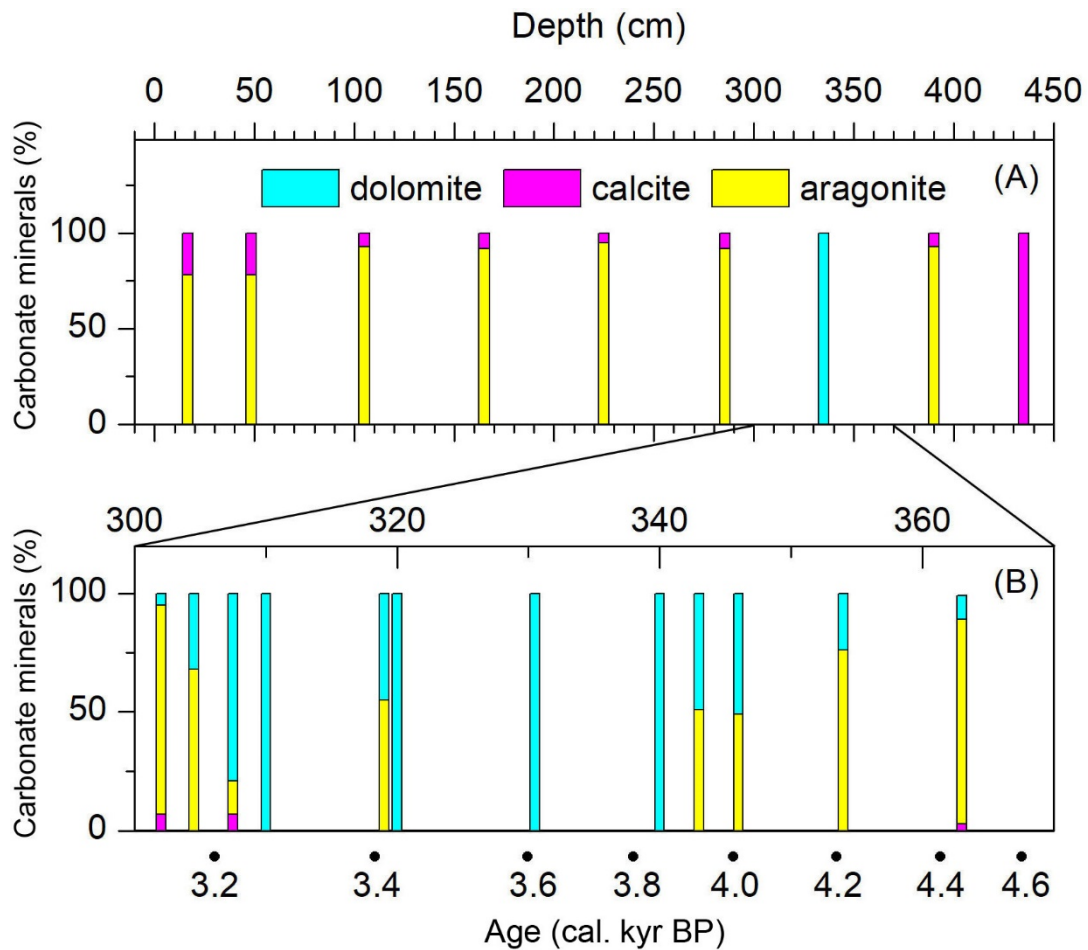 Depth (cm)
0 50 100 150 200 250 300 350 400 450
Carbonate minerals (%)
100
50
0
dolomite calcite aragonite
(A)
300 320 340 360
Carbonate minerals (%)
100
50
0
(B)
3.2 3.4 3.6 3.8 4.0 4.2 4.4 4.6
Age (cal. kyr BP)